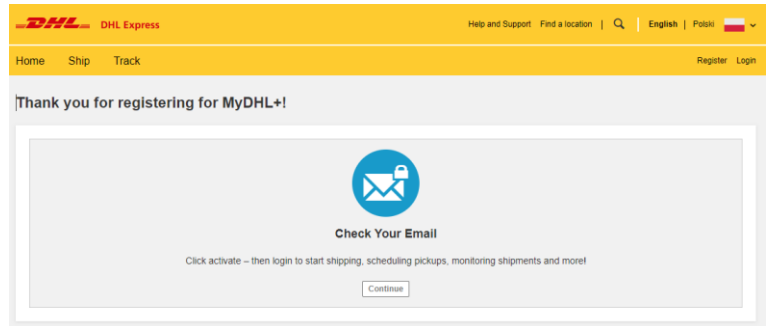 DHL DHL Express Help and Support Find a location | English | Polski
Home Ship Track Register Login
Thank you for registering for MyDHL+!
Check Your Email
Click activate – then login to start shipping, scheduling pickups, monitoring shipments and more!
Continue